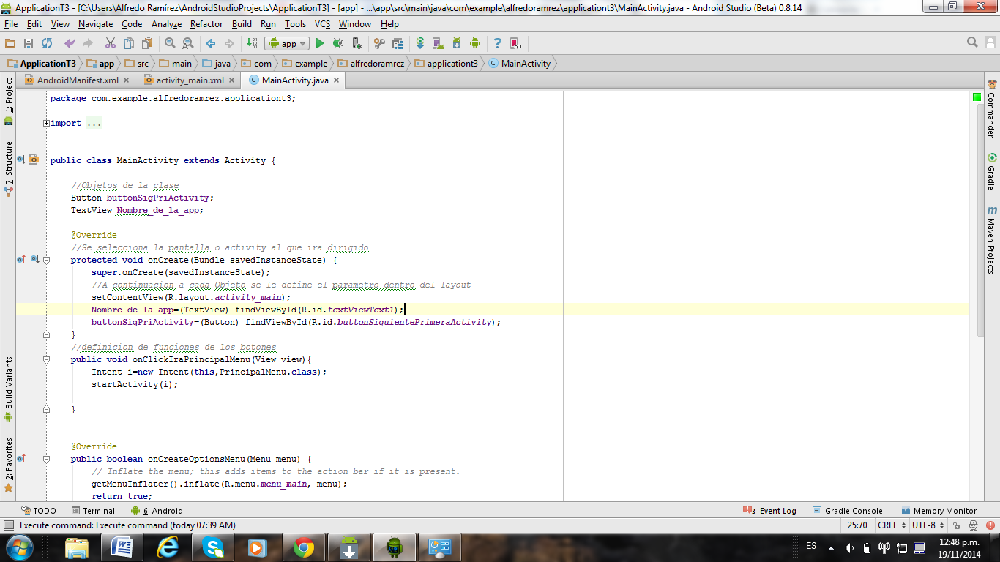 ApplicationT3 - [C:\Users\Alfredo Ramírez\AndroidStudioProjects\ApplicationT3] - [app] - ...\app\src\main\java\com\example\alfredoramrez\applicationt3\MainActivity.java - Android Studio (Beta) 0.8.14
File Edit View Navigate Code Analyze Refactor Build Run Tools VCS Window Help
app
ApplicationT3 app src main java com example alfredoramrez applicationt3 MainActivity
AndroidManifest.xml activity_main.xml MainActivity.java
1: Project
7: Structure
Build Variants
2: Favorites
package com.example.alfredoramrez.applicationt3;
import ...
public class MainActivity extends Activity {
//Objetos de la clase
Button buttonSigPriActivity;
TextView Nombre_de_la_app;
@Override
//Se selecciona la pantalla o activity al que ira dirigido
protected void onCreate(Bundle savedInstanceState) {
super.onCreate(savedInstanceState);
//A continuacion a cada Objeto se le define el parametro dentro del layout
setContentView(R.layout.activity_main);
Nombre_de_la_app=(TextView) findViewById(R.id.textViewText1);
buttonSigPriActivity=(Button) findViewById(R.id.buttonSiguientePrimeraActivity);
}
//definicion de funciones de los botones
public void onClickIraPrincipalMenu(View view){
Intent i=new Intent(this,PrincipalMenu.class);
startActivity(i);
}
@Override
public boolean onCreateOptionsMenu(Menu menu) {
// Inflate the menu; this adds items to the action bar if it is present.
getMenuInflater().inflate(R.menu.menu_main, menu);
return true;
Commander
Gradle
Maven Projects
TODO Terminal 6: Android 3 Event Log Gradle Console Memory Monitor
Execute command: Execute command (today 07:39 AM) 25:70 CRLF UTF-8
ES 12:48 p.m.
19/11/2014